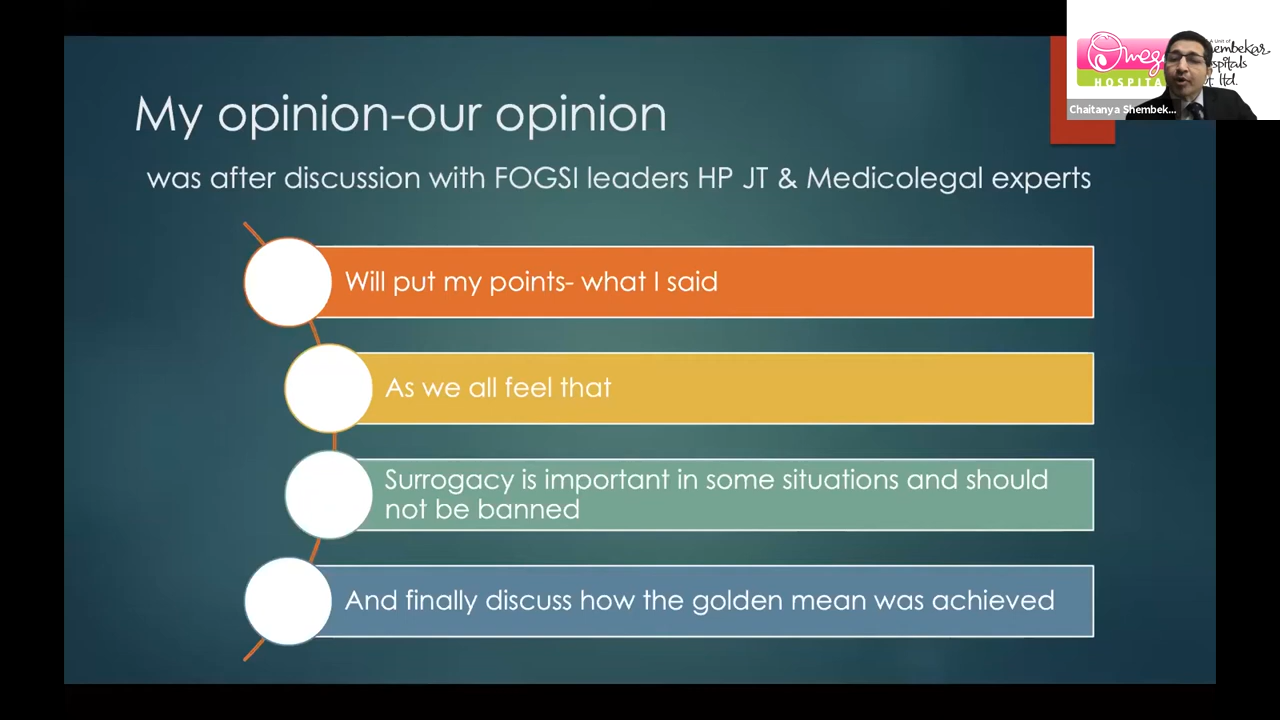 My opinion-our opinion
was after discussion with FOGSI leaders HP JT & Medicolegal experts
Will put my points- what I said
As we all feel that
Surrogacy is important in some situations and should
not be banned
And finally discuss how the golden mean was achieved
HOSPITA
Chaitanya Shembek...